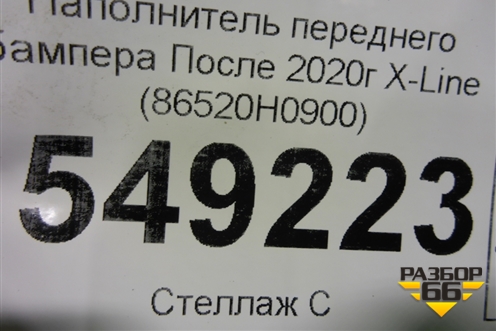 Наполнитель переднего
бампера После 2020г X-Line
(86520H0900)
549223
Стеллаж С
РАЗБОР
66